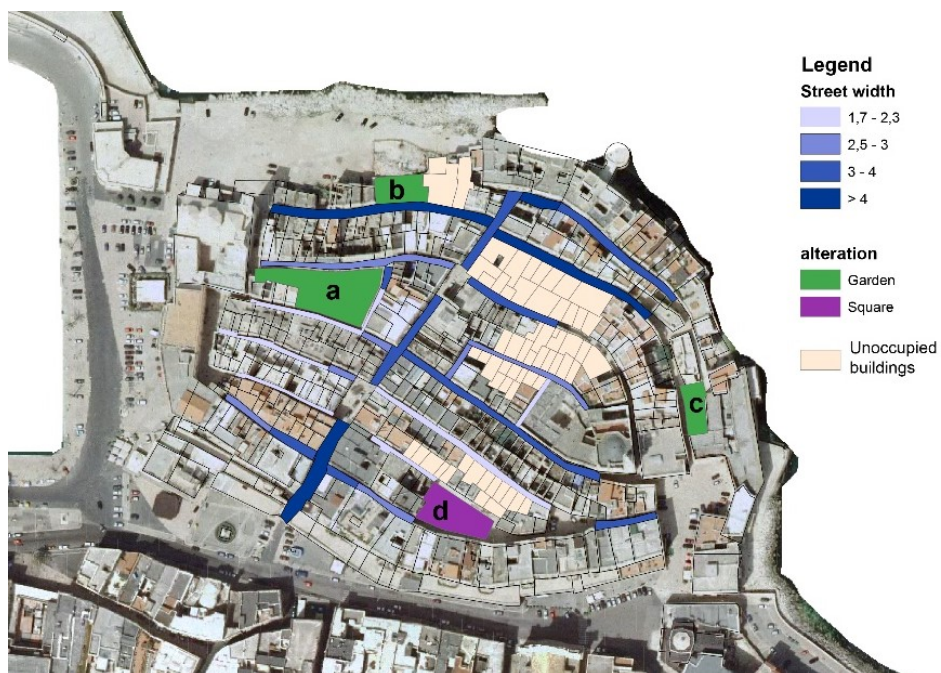 Legend
Street width
1,7 - 2,3
2,5 - 3
3 - 4
> 4
alteration
Garden
Square
Unoccupied
buildings
b
a
c
d